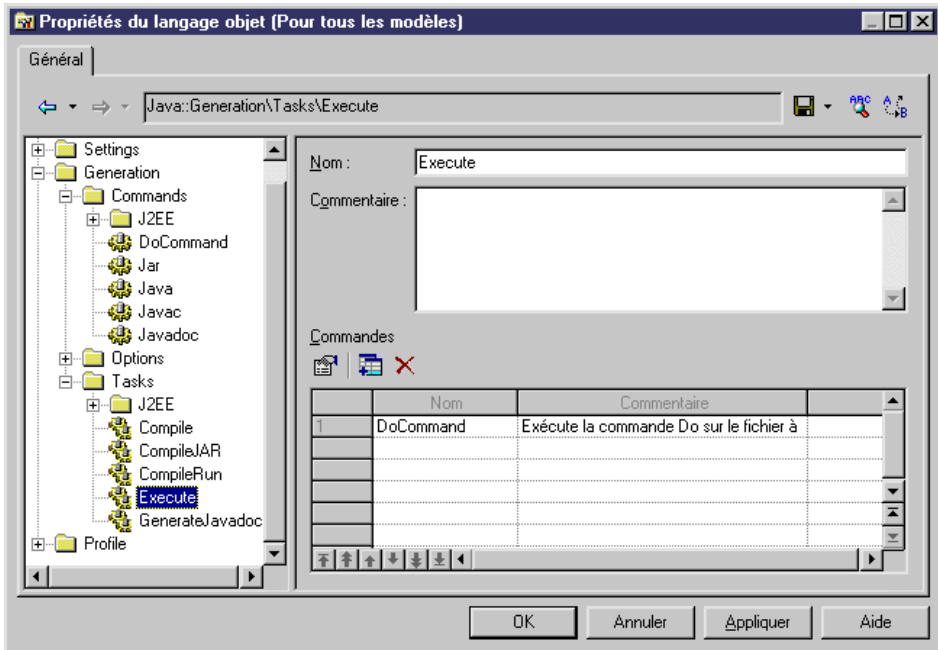 Propriétés du langage objet (Pour tous les modèles)
Général
Java::Generation\Tasks\Execute
Settings
Generation
Commands
J2EE
DoCommand
Jar
Java
Javac
Javadoc
Options
Tasks
J2EE
Compile
CompileJAR
CompileRun
Execute
GenerateJavadoc
Profile
Nom :
Execute
Commentaire :
Commandes
Nom Commentaire
1 DoCommand Exécute la commande Do sur le fichier à
OK Annuler Appliquer Aide